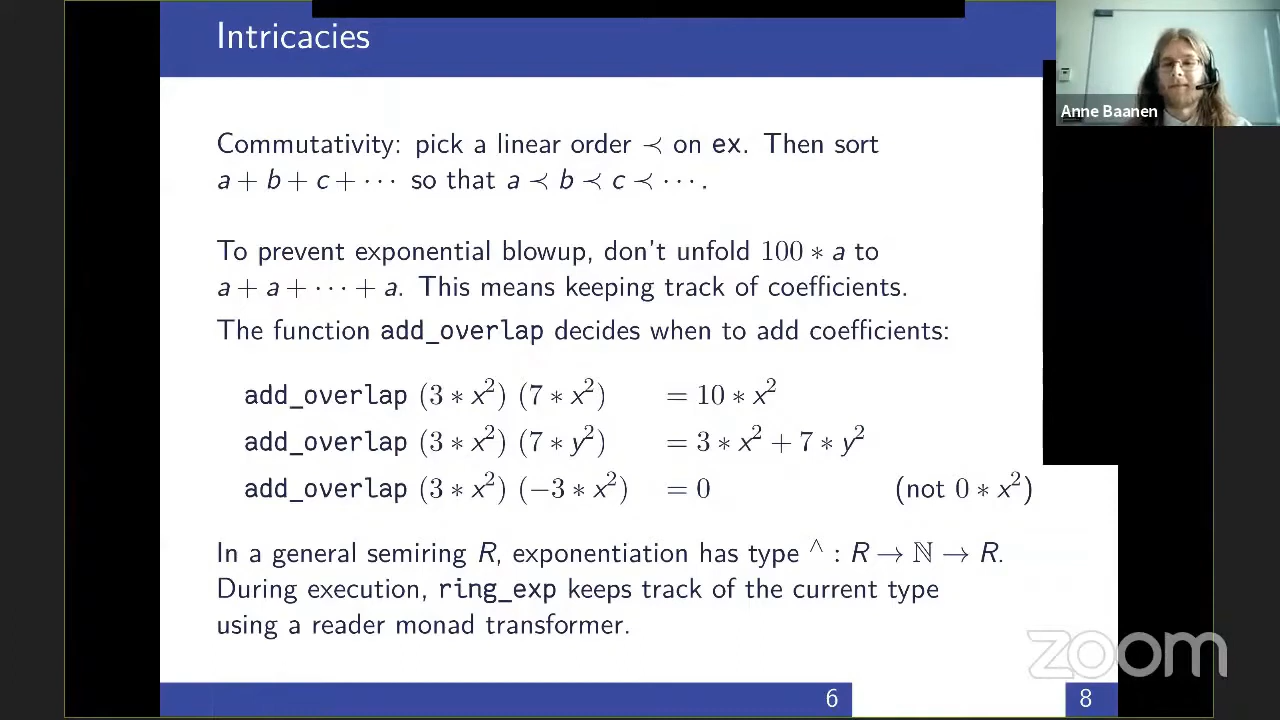 Intricacies
Anne Baanen
Commutativity: pick a linear order ≺ on ex. Then sort
a + b + c + ··· so that a ≺ b ≺ c ≺ ··· .
To prevent exponential blowup, don't unfold 100 ∗ a to
a + a + ··· + a. This means keeping track of coefficients.
The function add_overlap decides when to add coefficients:
add_overlap (3 ∗ x²) (7 ∗ x²) = 10 ∗ x²
add_overlap (3 ∗ x²) (7 ∗ y²) = 3 ∗ x² + 7 ∗ y²
add_overlap (3 ∗ x²) (−3 ∗ x²) = 0 (not 0 ∗ x²)
In a general semiring R, exponentiation has type ^ : R → ℕ → R.
During execution, ring_exp keeps track of the current type
using a reader monad transformer.
zoom
6 8